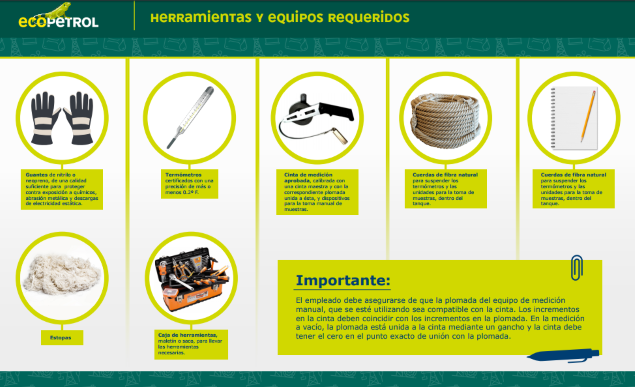 ecopetrol
Herramientas y equipos requeridos
Guantes de nitrilo o
neopreno, de una calidad
suficiente para proteger
contra exposición a químicos,
abrasión metálica y descargas
de electricidad estática.
Termómetros
certificados con una
precisión de más o
menos 0.2º F.
Cinta de medición
aprobada, calibrada con
una cinta maestra y con la
correspondiente plomada
unida a ésta, y dispositivos
para la toma manual de
muestras.
Cuerdas de fibra natural
para suspender los
termómetros y las
unidades para la toma de
muestras, dentro del
tanque.
Cuerdas de fibra natural
para suspender los
termómetros y las
unidades para la toma de
muestras, dentro del
tanque.
Estopas
Caja de herramientas,
maletín o saco, para llevar
las herramientas
necesarias.
Importante:
El empleado debe asegurarse de que la plomada del equipo de medición
manual, que se esté utilizando sea compatible con la cinta. Los incrementos
en la cinta deben coincidir con los incrementos en la plomada. En la medición
a vacío, la plomada está unida a la cinta mediante un gancho y la cinta debe
tener el cero en el punto exacto de unión con la plomada.